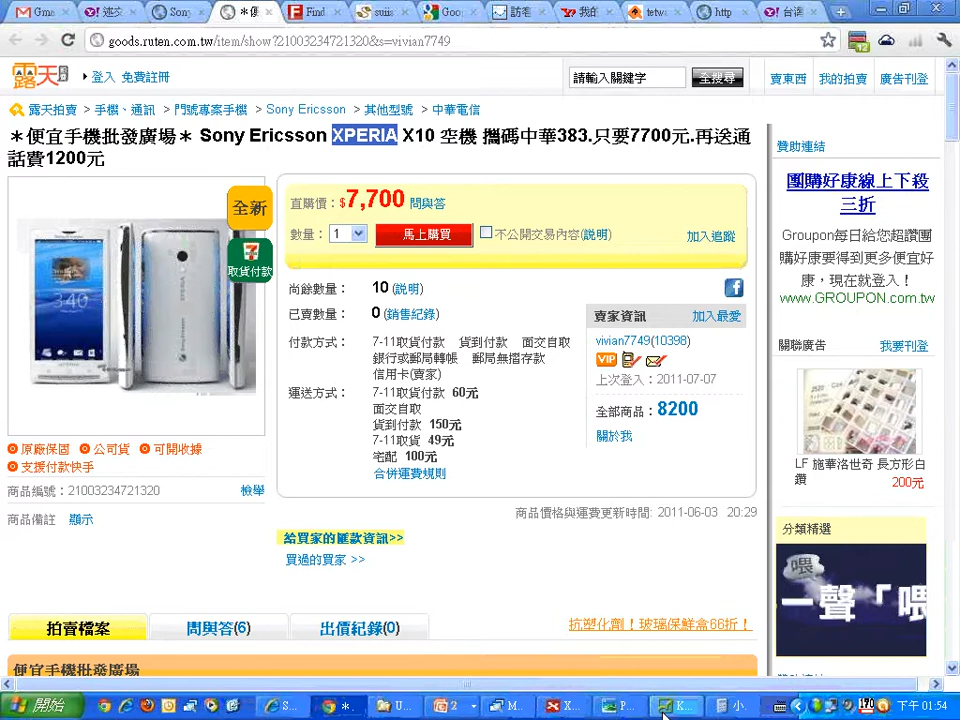 Gm
迷交
Sony
*便
Find
suiis
Goo
訪老
我的
tetw
http
台灣
goods.ruten.com.tw/item/show?21003234721320&s=vivian7749
12
露天
登入 免費註冊
請輸入關鍵字
全搜尋
賣東西 我的拍賣 廣告刊登
露天拍賣 > 手機、通訊 > 門號專案手機 > Sony Ericsson > 其他型號 > 中華電信
＊便宜手機批發廣場＊ Sony Ericsson XPERIA X10 空機 攜碼中華383.只要7700元.再送通
話費1200元
全新
取貨付款
直購價：$7,700 問與答
數量：1 馬上購買 不公開交易內容(說明) 加入追蹤
尚餘數量： 10 (說明)
已賣數量： 0 (銷售紀錄)
付款方式： 7-11取貨付款 貨到付款 面交自取
銀行或郵局轉帳 郵局無摺存款
信用卡(賣家)
運送方式： 7-11取貨付款 60元
面交自取
貨到付款 150元
7-11取貨 49元
宅配 100元
合併運費規則
賣家資訊 加入最愛
vivian7749(10398)
VIP
上次登入：2011-07-07
全部商品：8200
關於我
原廠保固 公司貨 可開收據
支援付款快手
商品編號：21003234721320 檢舉
商品備註 顯示
商品價格與運費更新時間: 2011-06-03 20:29
給買家的匯款資訊>>
買過的買家 >>
拍賣檔案 問與答(6) 出價紀錄(0)
抗塑化劑！玻璃保鮮盒66折！
便宜手機批發廣場
贊助連結
團購好康線上下殺
三折
Groupon每日給您超讚團
購好康要得到更多便宜好
康，現在就登入！
www.GROUPON.com.tw
關聯廣告 我要刊登
LF 施華洛世奇 長方形白
鑽
200元
分類精選
喂
一聲「喂
開始
S...
*.
U...
2
M...
X...
P...
K...
小.
下午 01:54